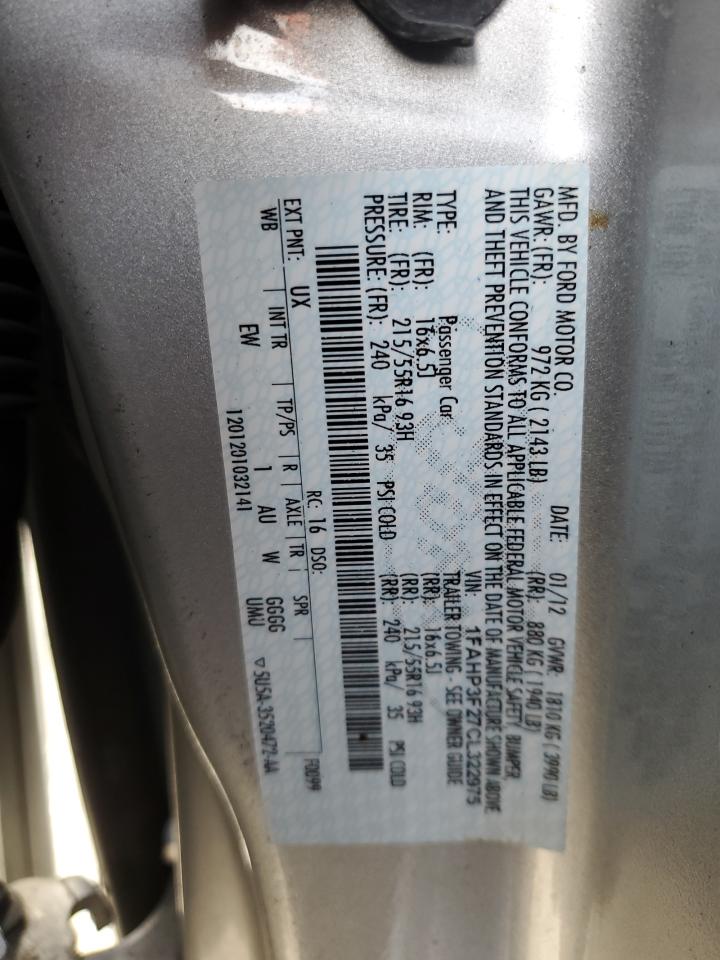 MFD. BY FORD MOTOR CO. DATE: 01/12 GVWR: 1810 KG ( 3990 LB)
GAWR: (FR): 972 KG ( 2143 LB) (RR): 880 KG ( 1940 LB)
THIS VEHICLE CONFORMS TO ALL APPLICABLE FEDERAL MOTOR VEHICLE SAFETY, BUMPER,
AND THEFT PREVENTION STANDARDS IN EFFECT ON THE DATE OF MANUFACTURE SHOWN ABOVE
VIN: 1FAHP3F27CL322975
TYPE: Passenger Car TRAILER TOWING - SEE OWNER GUIDE
RIM: (FR): 16x6.5J (RR): 16x6.5J
TIRE: (FR): 215/55R16 93H (RR): 215/55R16 93H
PRESSURE: (FR): 240 kPa/ 35 PSI COLD (RR): 240 kPa/ 35 PSI COLD
F0099
EXT PNT: UX RC: 16 DSO:
WB INT TR TP/PS R AXLE TR SPR
EW 1 AU W GGGG
1201201032141 UMU
▽ 5U5A-3520472-AA